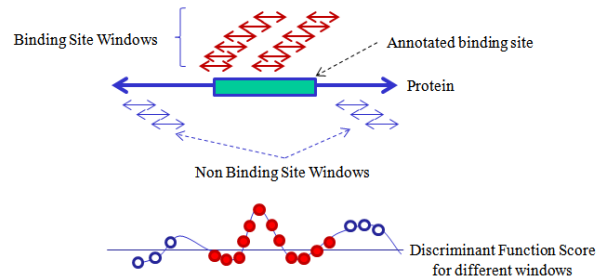 Binding Site Windows
Annotated binding site
Protein
Non Binding Site Windows
Discriminant Function Score
for different windows